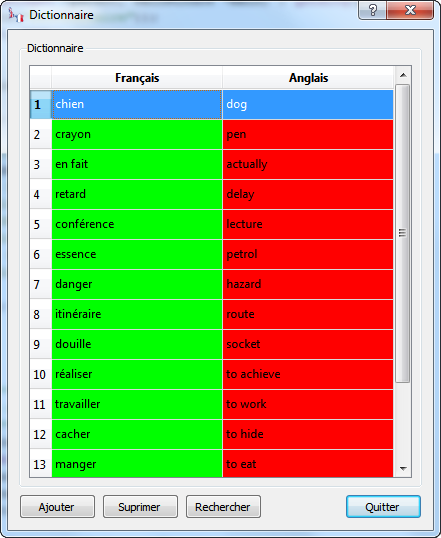 Dictionnaire
Dictionnaire
Français Anglais
1 chien dog
2 crayon pen
3 en fait actually
4 retard delay
5 conférence lecture
6 essence petrol
7 danger hazard
8 itinéraire route
9 douille socket
10 réaliser to achieve
11 travailler to work
12 cacher to hide
13 manger to eat
Ajouter Suprimer Rechercher Quitter